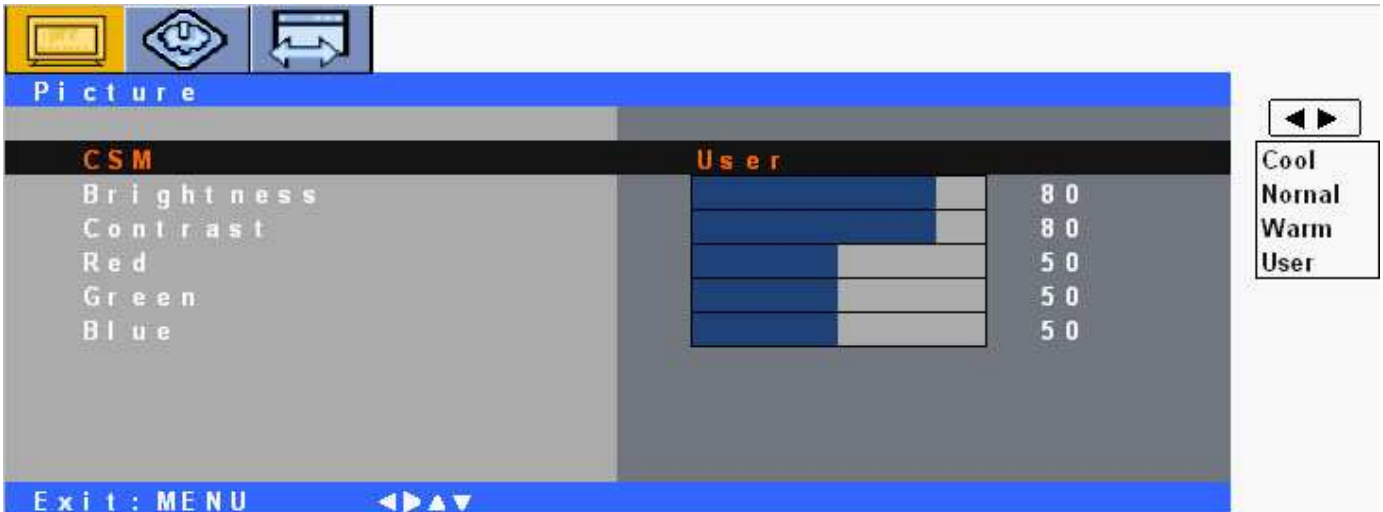 Picture
CSM User
Brightness 80
Contrast 80
Red 50
Green 50
Blue 50
Exit: MENU ◀▶▲▼
◀ ▶
Cool
Nornal
Warm
User